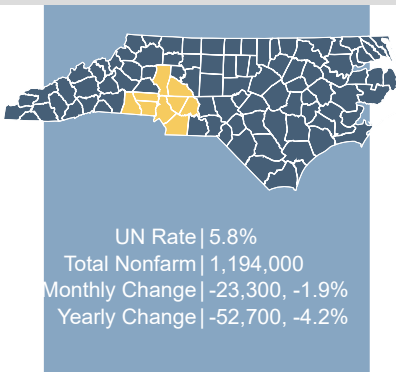 UN Rate| 5.8%
Total Nonfarm| 1,194,000
Monthly Change| -23,300, -1.9%
Yearly Change| -52,700, -4.2%